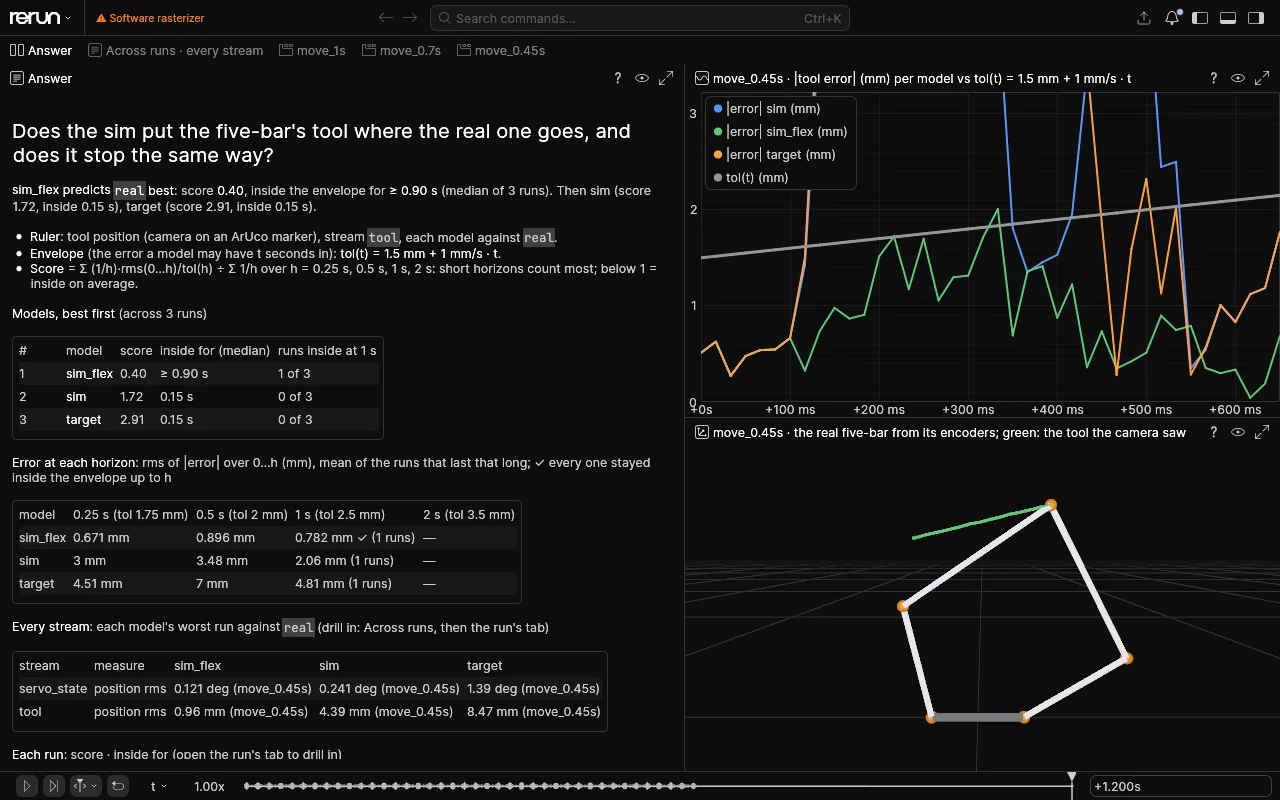 rerun
Software rasterizer
Search commands...
Ctrl+K
Answer
Across runs · every stream
move_1s
move_0.7s
move_0.45s
Answer
?
Does the sim put the five-bar's tool where the real one goes, and
does it stop the same way?
sim_flex predicts real best: score 0.40, inside the envelope for ≥ 0.90 s (median of 3 runs). Then sim (score
1.72, inside 0.15 s), target (score 2.91, inside 0.15 s).
• Ruler: tool position (camera on an ArUco marker), stream tool, each model against real.
• Envelope (the error a model may have t seconds in): tol(t) = 1.5 mm + 1 mm/s · t.
• Score = Σ (1/h)·rms(0…h)/tol(h) ÷ Σ 1/h over h = 0.25 s, 0.5 s, 1 s, 2 s: short horizons count most; below 1 =
inside on average.
Models, best first (across 3 runs)
# model score inside for (median) runs inside at 1 s
1 sim_flex 0.40 ≥ 0.90 s 1 of 3
2 sim 1.72 0.15 s 0 of 3
3 target 2.91 0.15 s 0 of 3
Error at each horizon: rms of |error| over 0…h (mm), mean of the runs that last that long; ✓ every one stayed
inside the envelope up to h
model 0.25 s (tol 1.75 mm) 0.5 s (tol 2 mm) 1 s (tol 2.5 mm) 2 s (tol 3.5 mm)
sim_flex 0.671 mm 0.896 mm 0.782 mm ✓ (1 runs) —
sim 3 mm 3.48 mm 2.06 mm (1 runs) —
target 4.51 mm 7 mm 4.81 mm (1 runs) —
Every stream: each model's worst run against real (drill in: Across runs, then the run's tab)
stream measure sim_flex sim target
servo_state position rms 0.121 deg (move_0.45s) 0.241 deg (move_0.45s) 1.39 deg (move_0.45s)
tool position rms 0.96 mm (move_0.45s) 4.39 mm (move_0.45s) 8.47 mm (move_0.45s)
Each run: score · inside for (open the run's tab to drill in)
move_0.45s · |tool error| (mm) per model vs tol(t) = 1.5 mm + 1 mm/s · t
?
|error| sim (mm)
|error| sim_flex (mm)
|error| target (mm)
tol(t) (mm)
3
2
1
0
+0s
+100 ms
+200 ms
+300 ms
+400 ms
+500 ms
+600 ms
move_0.45s · the real five-bar from its encoders; green: the tool the camera saw
?
t
1.00x
+1.200s